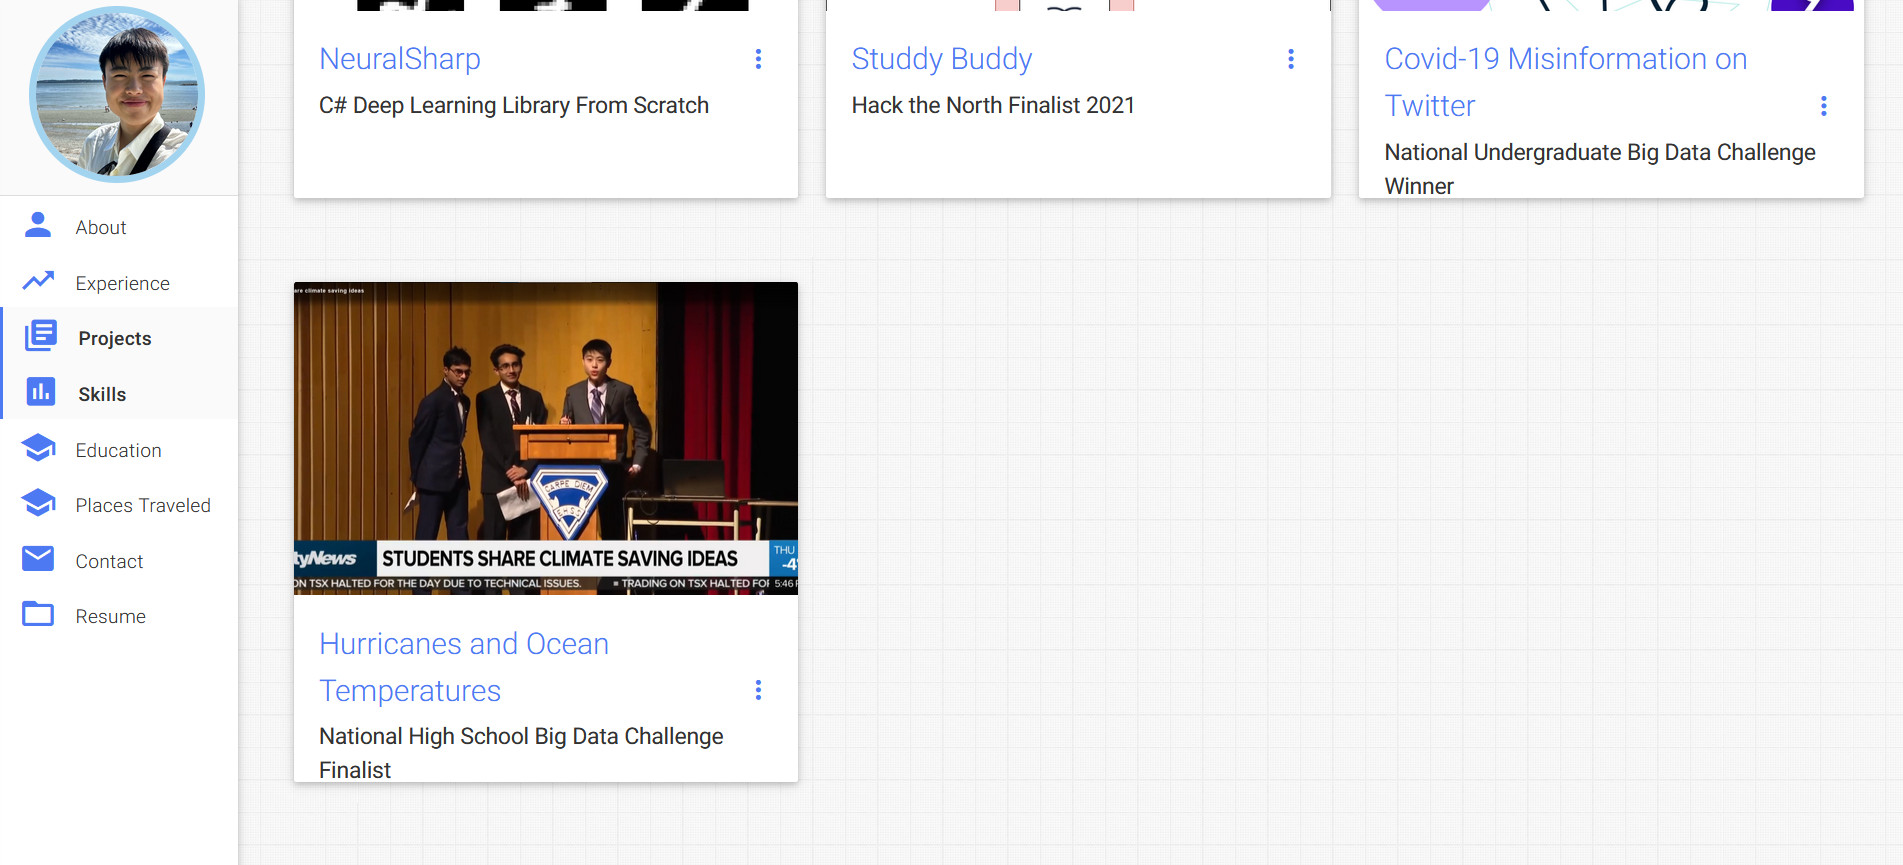 About
Experience
Projects
Skills
Education
Places Traveled
Contact
Resume
NeuralSharp
C# Deep Learning Library From Scratch
Studdy Buddy
Hack the North Finalist 2021
Covid-19 Misinformation on
Twitter
National Undergraduate Big Data Challenge
Winner
are climate saving ideas
CARPE DIEM
tyNews
STUDENTS SHARE CLIMATE SAVING IDEAS
THU
-4°
ON TSX HALTED FOR THE DAY DUE TO TECHNICAL ISSUES. ▪ TRADING ON TSX HALTED FOR 5:46
Hurricanes and Ocean
Temperatures
National High School Big Data Challenge
Finalist